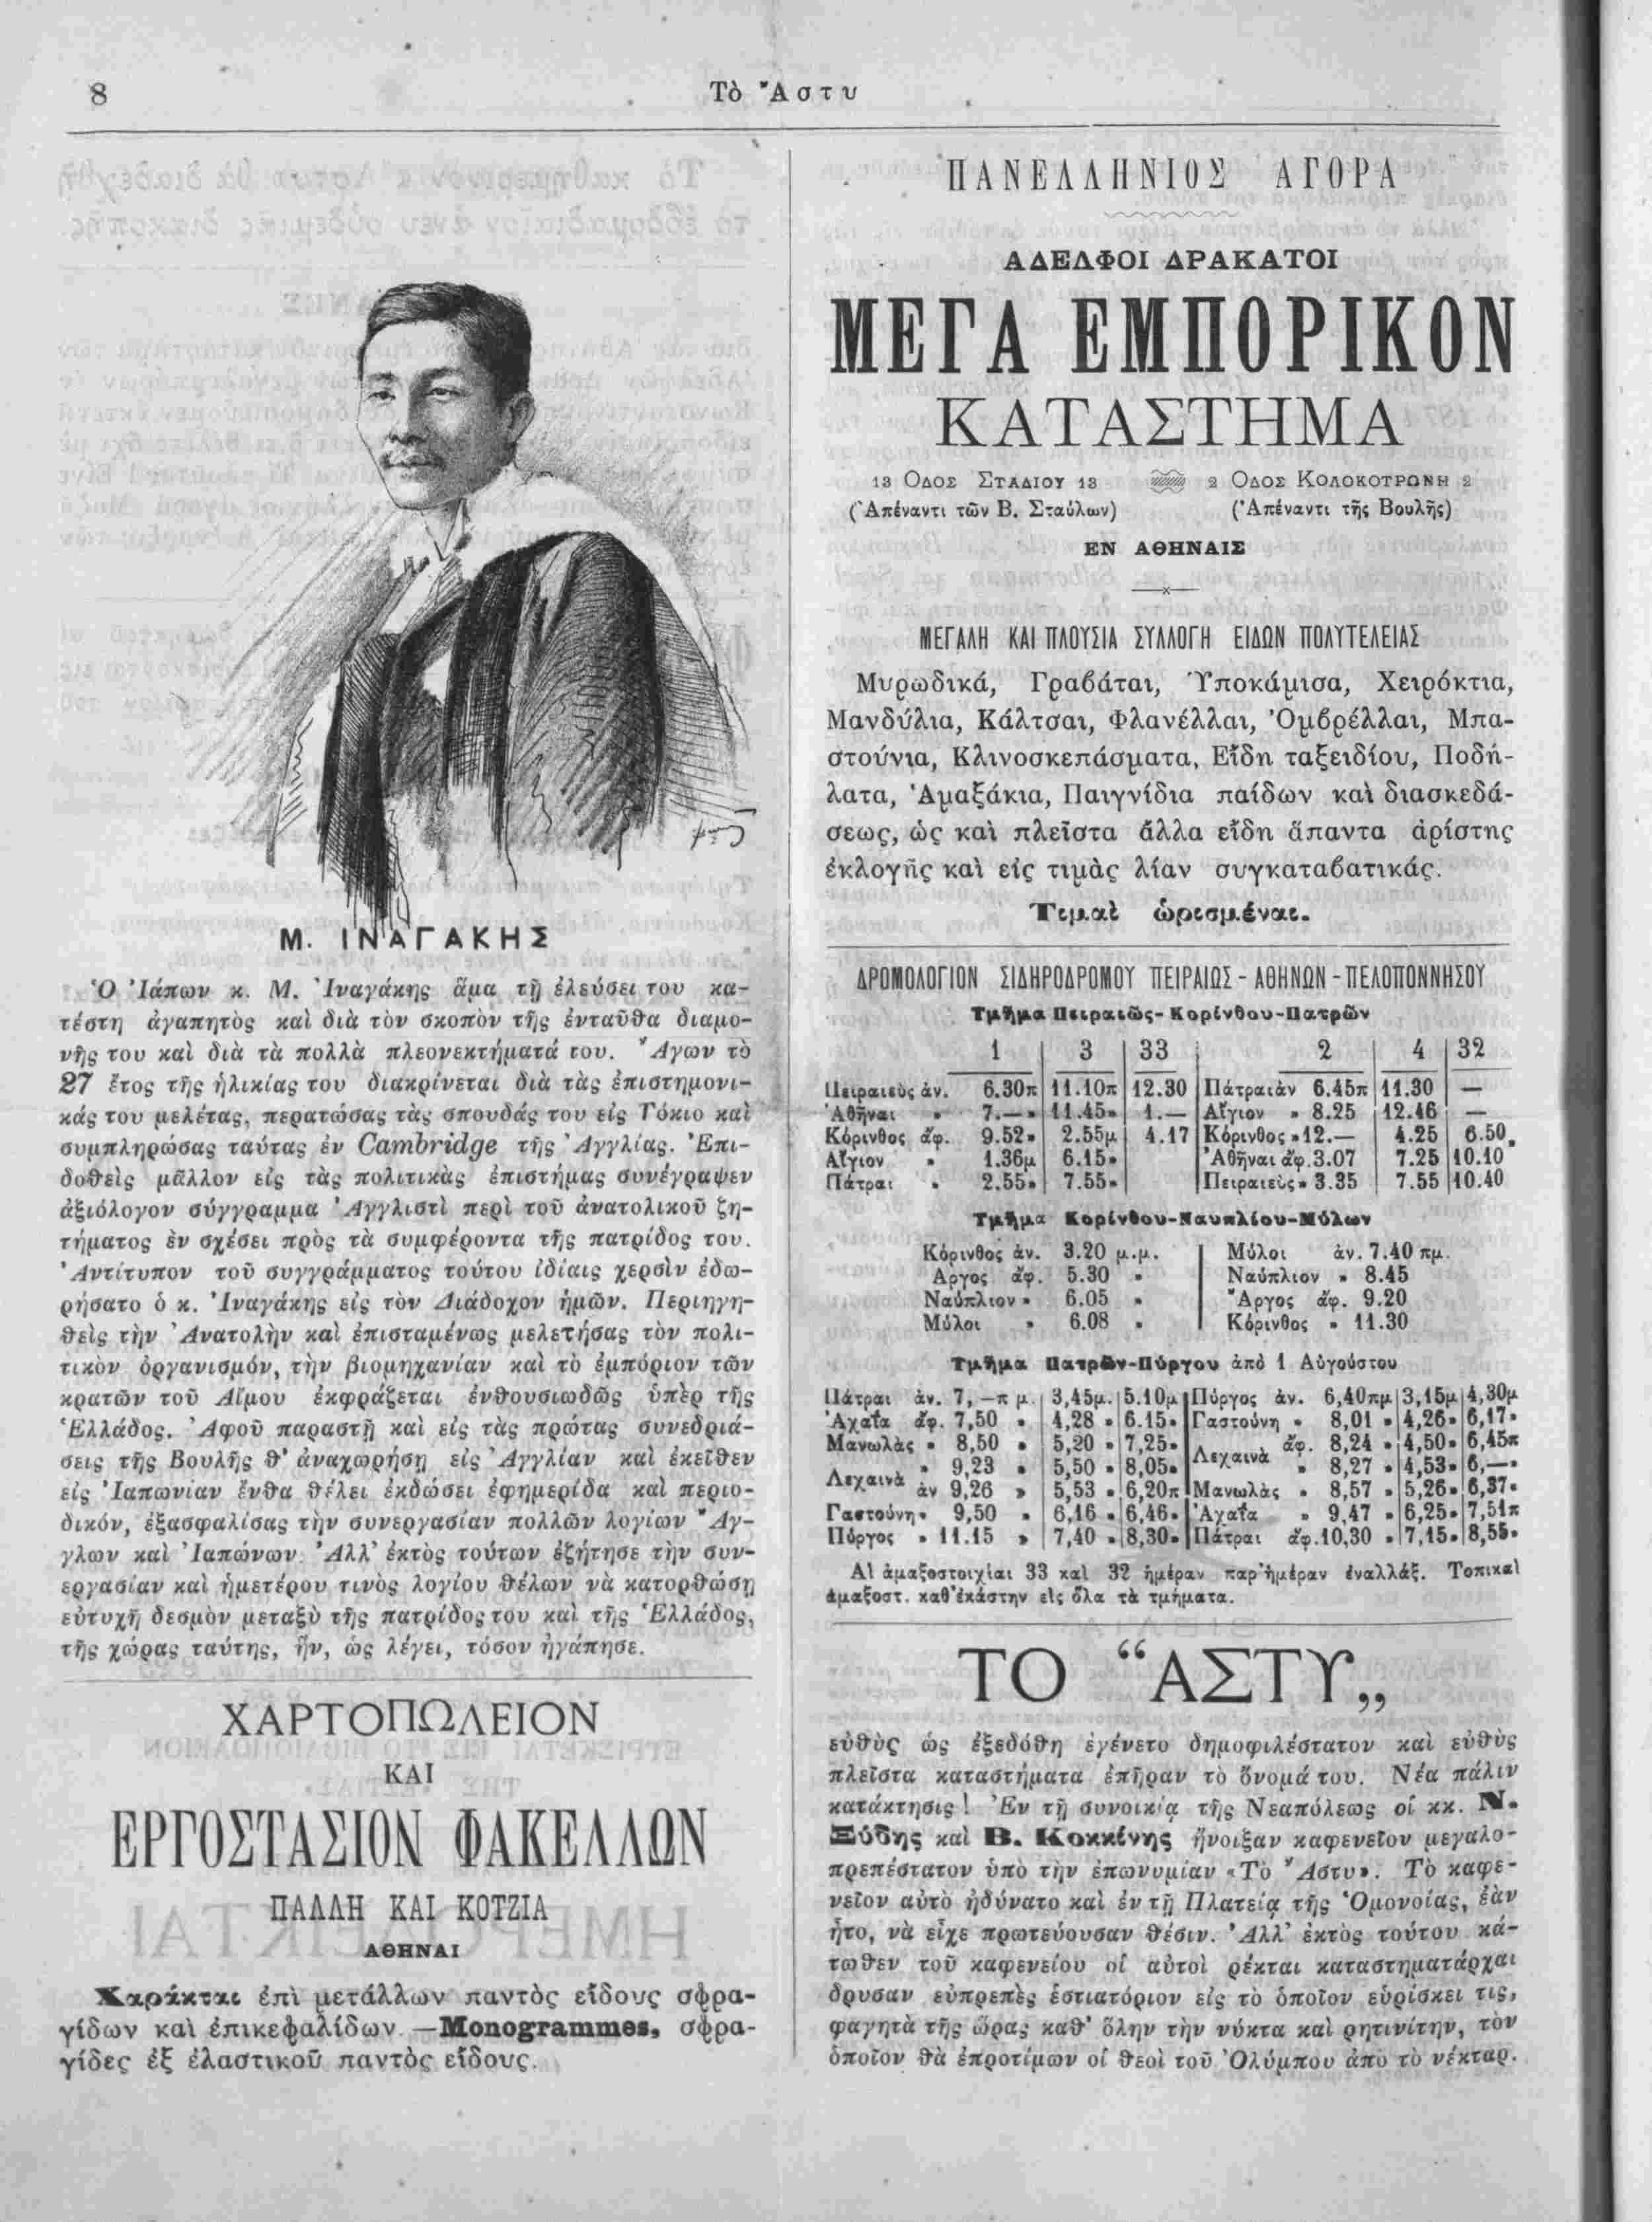 8
Τὸ Ἄστυ
Μ. ΙΝΑΓΑΚΗΣ
Ὁ Ἰάπων κ. Μ. Ἰναγάκης ἅμα τῇ ἐλεύσει του κα-
τέστη ἀγαπητὸς καὶ διὰ τὸν σκοπὸν τῆς ἐνταῦθα διαμο-
νῆς του καὶ διὰ τὰ πολλὰ πλεονεκτήματά του. Ἄγων τὸ
27 ἔτος τῆς ἡλικίας του διακρίνεται διὰ τὰς ἐπιστημονι-
κάς του μελέτας, περατώσας τὰς σπουδάς του εἰς Τόκιο καὶ
συμπληρώσας ταύτας ἐν Cambridge τῆς Ἀγγλίας. Ἐπι-
δοθεὶς μᾶλλον εἰς τὰς πολιτικὰς ἐπιστήμας συνέγραψεν
ἀξιόλογον σύγγραμμα Ἀγγλιστὶ περὶ τοῦ ἀνατολικοῦ ζη-
τήματος ἐν σχέσει πρὸς τὰ συμφέροντα τῆς πατρίδος του.
Ἀντίτυπον τοῦ συγγράμματος τούτου ἰδίαις χερσὶν ἐδω-
ρήσατο ὁ κ. Ἰναγάκης εἰς τὸν Διάδοχον ἡμῶν. Περιηγη-
θεὶς τὴν Ἀνατολὴν καὶ ἐπισταμένως μελετήσας τὸν πολι-
τικὸν ὀργανισμόν, τὴν βιομηχανίαν καὶ τὸ ἐμπόριον τῶν
κρατῶν τοῦ Αἵμου ἐκφράζεται ἐνθουσιωδῶς ὑπὲρ τῆς
Ἑλλάδος. Ἀφοῦ παραστῇ καὶ εἰς τὰς πρώτας συνεδριά-
σεις τῆς Βουλῆς θ' ἀναχωρήσῃ εἰς Ἀγγλίαν καὶ ἐκεῖθεν
εἰς Ἰαπωνίαν ἔνθα θέλει ἐκδώσει ἐφημερίδα καὶ περιο-
δικόν, ἐξασφαλίσας τὴν συνεργασίαν πολλῶν λογίων Ἄγ-
γλων καὶ Ἰαπώνων. Ἀλλ' ἐκτὸς τούτων ἐζήτησε τὴν συν-
εργασίαν καὶ ἡμετέρου τινὸς λογίου θέλων νὰ κατορθώσῃ
εὐτυχῆ δεσμὸν μεταξὺ τῆς πατρίδος του καὶ τῆς Ἑλλάδος,
τῆς χώρας ταύτης, ἥν, ὡς λέγει, τόσον ἠγάπησε.
ΧΑΡΤΟΠΩΛΕΙΟΝ
ΚΑΙ
ΕΡΓΟΣΤΑΣΙΟΝ ΦΑΚΕΛΛΩΝ
ΠΑΛΛΗ ΚΑΙ ΚΟΤΖΙΑ
ΑΘΗΝΑΙ
Χαράκται ἐπὶ μετάλλων παντὸς εἴδους σφρα-
γίδων καὶ ἐπικεφαλίδων.—Monogrammes, σφρα-
γίδες ἐξ ἐλαστικοῦ παντὸς εἴδους.
ΠΑΝΕΛΛΗΝΙΟΣ ΑΓΟΡΑ
ΑΔΕΛΦΟΙ ΔΡΑΚΑΤΟΙ
ΜΕΓΑ ΕΜΠΟΡΙΚΟΝ
ΚΑΤΑΣΤΗΜΑ
13 ΟΔΟΣ ΣΤΑΔΙΟΥ 13 2 ΟΔΟΣ ΚΟΛΟΚΟΤΡΩΝΗ 2
(Ἀπέναντι τῶν Β. Σταύλων) (Ἀπέναντι τῆς Βουλῆς)
ΕΝ ΑΘΗΝΑΙΣ
ΜΕΓΑΛΗ ΚΑΙ ΠΛΟΥΣΙΑ ΣΥΛΛΟΓΗ ΕΙΔΩΝ ΠΟΛΥΤΕΛΕΙΑΣ
Μυρωδικά, Γραβάται, Ὑποκάμισα, Χειρόκτια,
Μανδύλια, Κάλτσαι, Φλανέλλαι, Ὀμβρέλλαι, Μπα-
στούνια, Κλινοσκεπάσματα, Εἴδη ταξειδίου, Ποδή-
λατα, Ἁμαξάκια, Παιγνίδια παίδων καὶ διασκεδά-
σεως, ὡς καὶ πλεῖστα ἄλλα εἴδη ἅπαντα ἀρίστης
ἐκλογῆς καὶ εἰς τιμὰς λίαν συγκαταβατικάς.
Τιμαὶ ὡρισμέναι.
ΔΡΟΜΟΛΟΓΙΟΝ ΣΙΔΗΡΟΔΡΟΜΟΥ ΠΕΙΡΑΙΩΣ - ΑΘΗΝΩΝ - ΠΕΛΟΠΟΝΝΗΣΟΥ
Τμῆμα Πειραιῶς-Κορίνθου-Πατρῶν
1 3 33 2 4 32
Πειραιεὺς ἀν. 6.30π 11.10π 12.30 Πάτραι ἀν 6.45π 11.30 —
Ἀθῆναι » 7.—» 11.45» 1.— Αἴγιον » 8.25 12.46 —
Κόρινθος ἀφ. 9.52» 2.55μ 4.17 Κόρινθος » 12.— 4.25 6.50
Αἴγιον » 1.36μ 6.15» Ἀθῆναι ἀφ. 3.07 7.25 10.10
Πάτραι » 2.55» 7.55» Πειραιεὺς » 3.35 7.55 10.40
Τμῆμα Κορίνθου-Ναυπλίου-Μύλων
Κόρινθος ἀν. 3.20 μ.μ. Μύλοι ἀν. 7.40 πμ.
Ἄργος ἀφ. 5.30 » Ναύπλιον » 8.45
Ναύπλιον » 6.05 » Ἄργος ἀφ. 9.20
Μύλοι » 6.08 » Κόρινθος » 11.30
Τμῆμα Πατρῶν-Πύργου ἀπὸ 1 Αὐγούστου
Πάτραι ἀν. 7,—π μ. 3,45μ. 5.10μ Πύργος ἀν. 6,40πμ 3,15μ 4,30μ
Ἀχαΐα ἀφ. 7,50 » 4,28 » 6.15» Γαστούνη » 8,01 » 4,26» 6,17»
Μανωλὰς » 8,50 » 5,20 » 7,25» Λεχαινὰ ἀφ. 8,24 » 4,50» 6,45π
Λεχαινὰ » 9,23 » 5,50 » 8,05» » 8,27 » 4,53» 6,—»
ἀν 9,26 » 5,53 » 6,20π Μανωλὰς » 8,57 » 5,26» 6,37»
Γαστούνη » 9,50 » 6,16 » 6,46» Ἀχαΐα » 9,47 » 6,25» 7,51π
Πύργος » 11.15 » 7,40 » 8,30» Πάτραι ἀφ. 10,30 » 7,15» 8,55»
Αἱ ἁμαξοστοιχίαι 33 καὶ 32 ἡμέραν παρ' ἡμέραν ἐναλλάξ. Τοπικαὶ
ἁμαξοστ. καθ' ἑκάστην εἰς ὅλα τὰ τμήματα.
ΤΟ “ΑΣΤΥ„
εὐθὺς ὡς ἐξεδόθη ἐγένετο δημοφιλέστατον καὶ εὐθὺς
πλεῖστα καταστήματα ἐπῆραν τὸ ὄνομά του. Νέα πάλιν
κατάκτησις! Ἐν τῇ συνοικίᾳ τῆς Νεαπόλεως οἱ κκ. Ν.
Ξύδης καὶ Β. Κοκκίνης ἤνοιξαν καφενεῖον μεγαλο-
πρεπέστατον ὑπὸ τὴν ἐπωνυμίαν «Τὸ Ἄστυ». Τὸ καφε-
νεῖον αὐτὸ ἠδύνατο καὶ ἐν τῇ Πλατείᾳ τῆς Ὁμονοίας, ἐὰν
ἦτο, νὰ εἶχε πρωτεύουσαν θέσιν. Ἀλλ' ἐκτὸς τούτου κά-
τωθεν τοῦ καφενείου οἱ αὐτοὶ ρέκται καταστηματάρχαι
ἵδρυσαν εὐπρεπὲς ἑστιατόριον εἰς τὸ ὁποῖον εὑρίσκει τις,
φαγητὰ τῆς ὥρας καθ' ὅλην τὴν νύκτα καὶ ρητινίτην, τὸν
ὁποῖον θὰ ἐπροτίμων οἱ θεοὶ τοῦ Ὀλύμπου ἀπὸ τὸ νέκταρ.